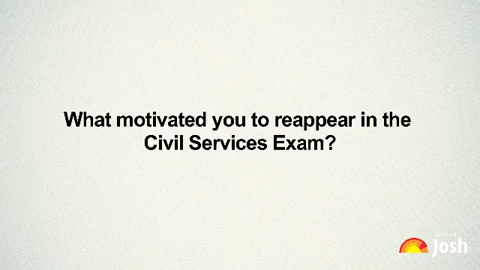 What motivated you to reappear in the
Civil Services Exam?
Josh